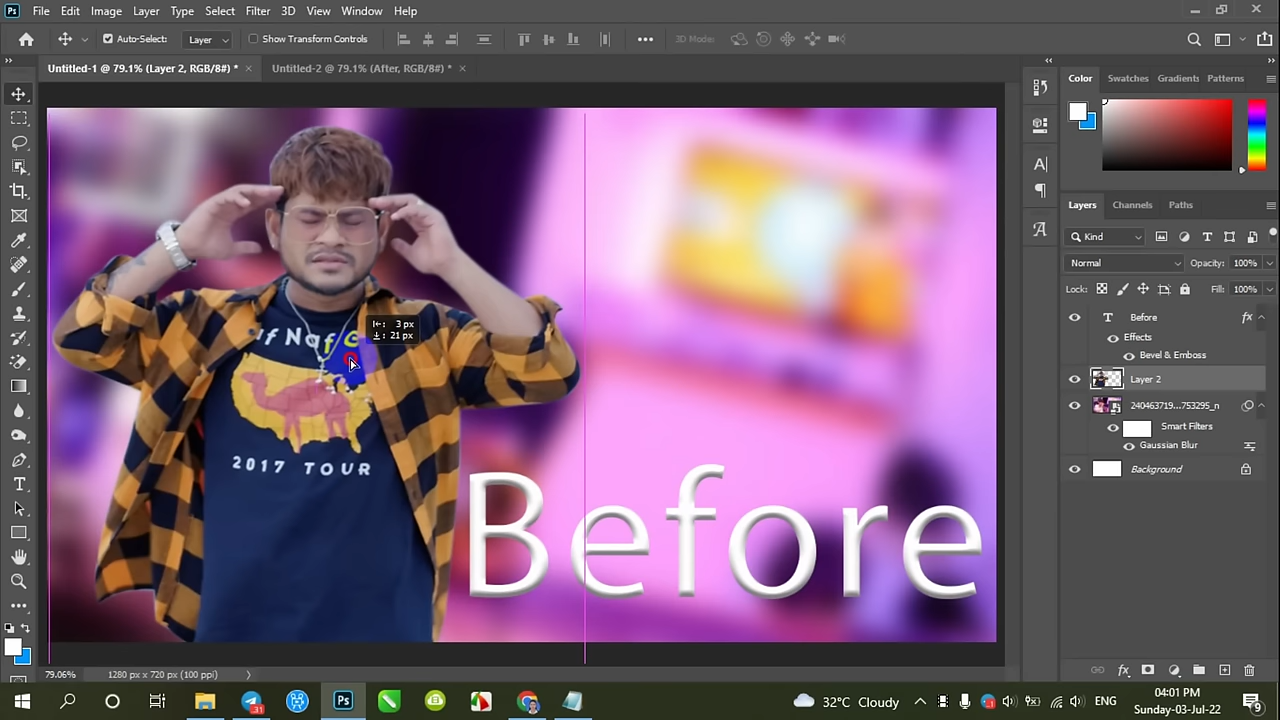 File Edit Image Layer Type Select Filter 3D View Window Help
Auto-Select: Layer Show Transform Controls 3D Mode:
Untitled-1 @ 79.1% (Layer 2, RGB/8#) * Untitled-2 @ 79.1% (After, RGB/8#) *
Color Swatches Gradients Patterns
Layers Channels Paths
Kind
Normal Opacity: 100%
Lock: Fill: 100%
Before fx
Effects
Bevel & Emboss
Layer 2
240463719...753295_n
Smart Filters
Gaussian Blur
Background
3 px
21 px
2017 TOUR
Before
79.06% 1280 px x 720 px (100 ppi)
32°C Cloudy ENG 04:01 PM
Sunday-03-Jul-22
31
9